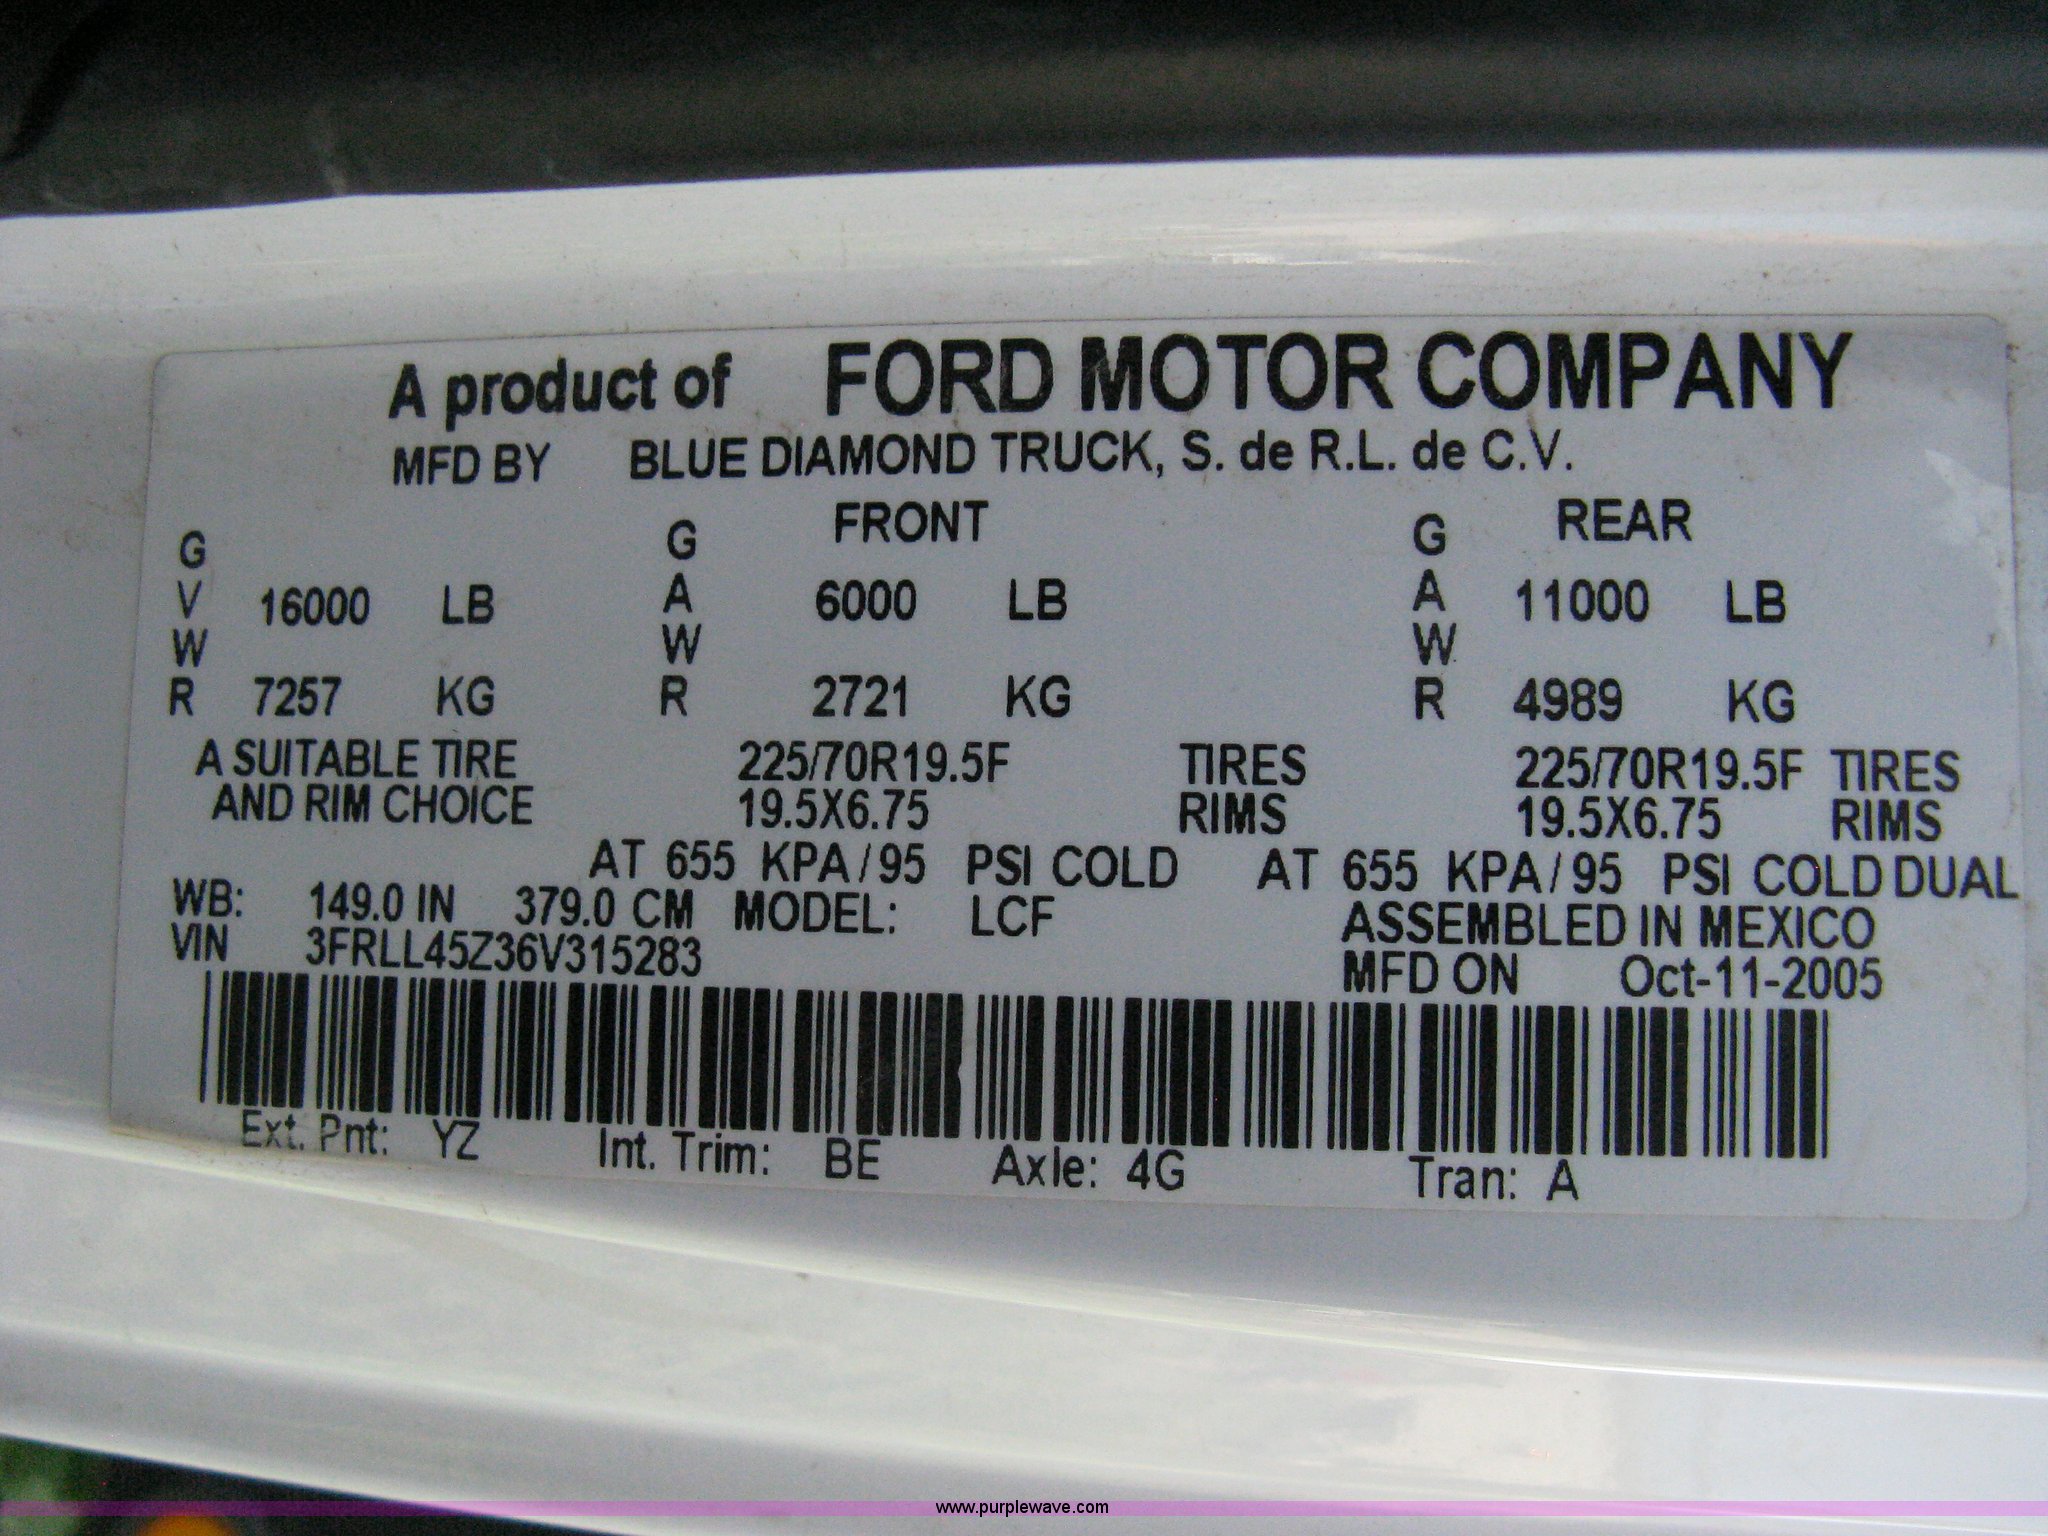 A product of FORD MOTOR COMPANY
MFD BY BLUE DIAMOND TRUCK, S. de R.L. de C.V.
GVWR 16000 LB 7257 KG
GAWR FRONT 6000 LB 2721 KG
GAWR REAR 11000 LB 4989 KG
A SUITABLE TIRE 225/70R19.5F TIRES 225/70R19.5F TIRES
AND RIM CHOICE 19.5X6.75 RIMS 19.5X6.75 RIMS
AT 655 KPA/95 PSI COLD AT 655 KPA/95 PSI COLD DUAL
WB: 149.0 IN 379.0 CM MODEL: LCF ASSEMBLED IN MEXICO
VIN 3FRLL45Z36V315283 MFD ON Oct-11-2005
Ext. Pnt: YZ Int. Trim: BE Axle: 4G Tran: A
www.purplewave.com